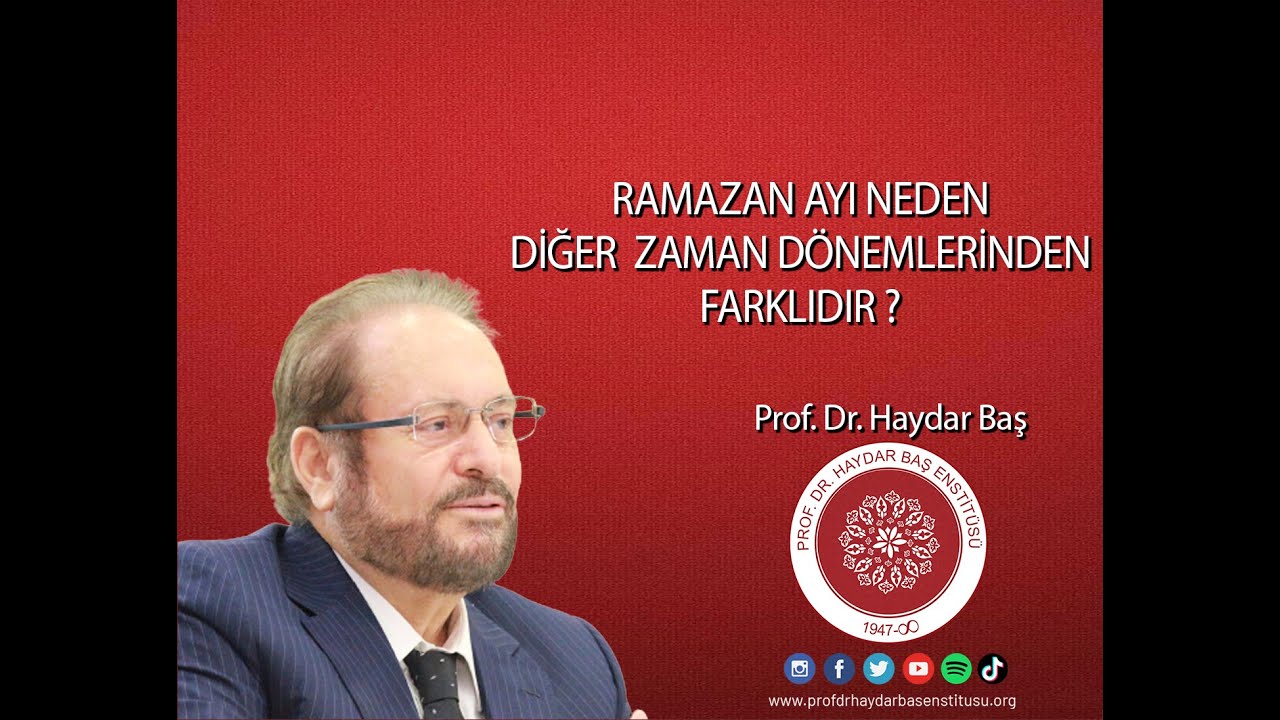 RAMAZAN AYI NEDEN
DİĞER ZAMAN DÖNEMLERİNDEN
FARKLIDIR ?
Prof. Dr. Haydar Baş
PROF. DR. HAYDAR BAŞ ENSTİTÜSÜ
1947-∞
www.profdrhaydarbasenstitusu.org